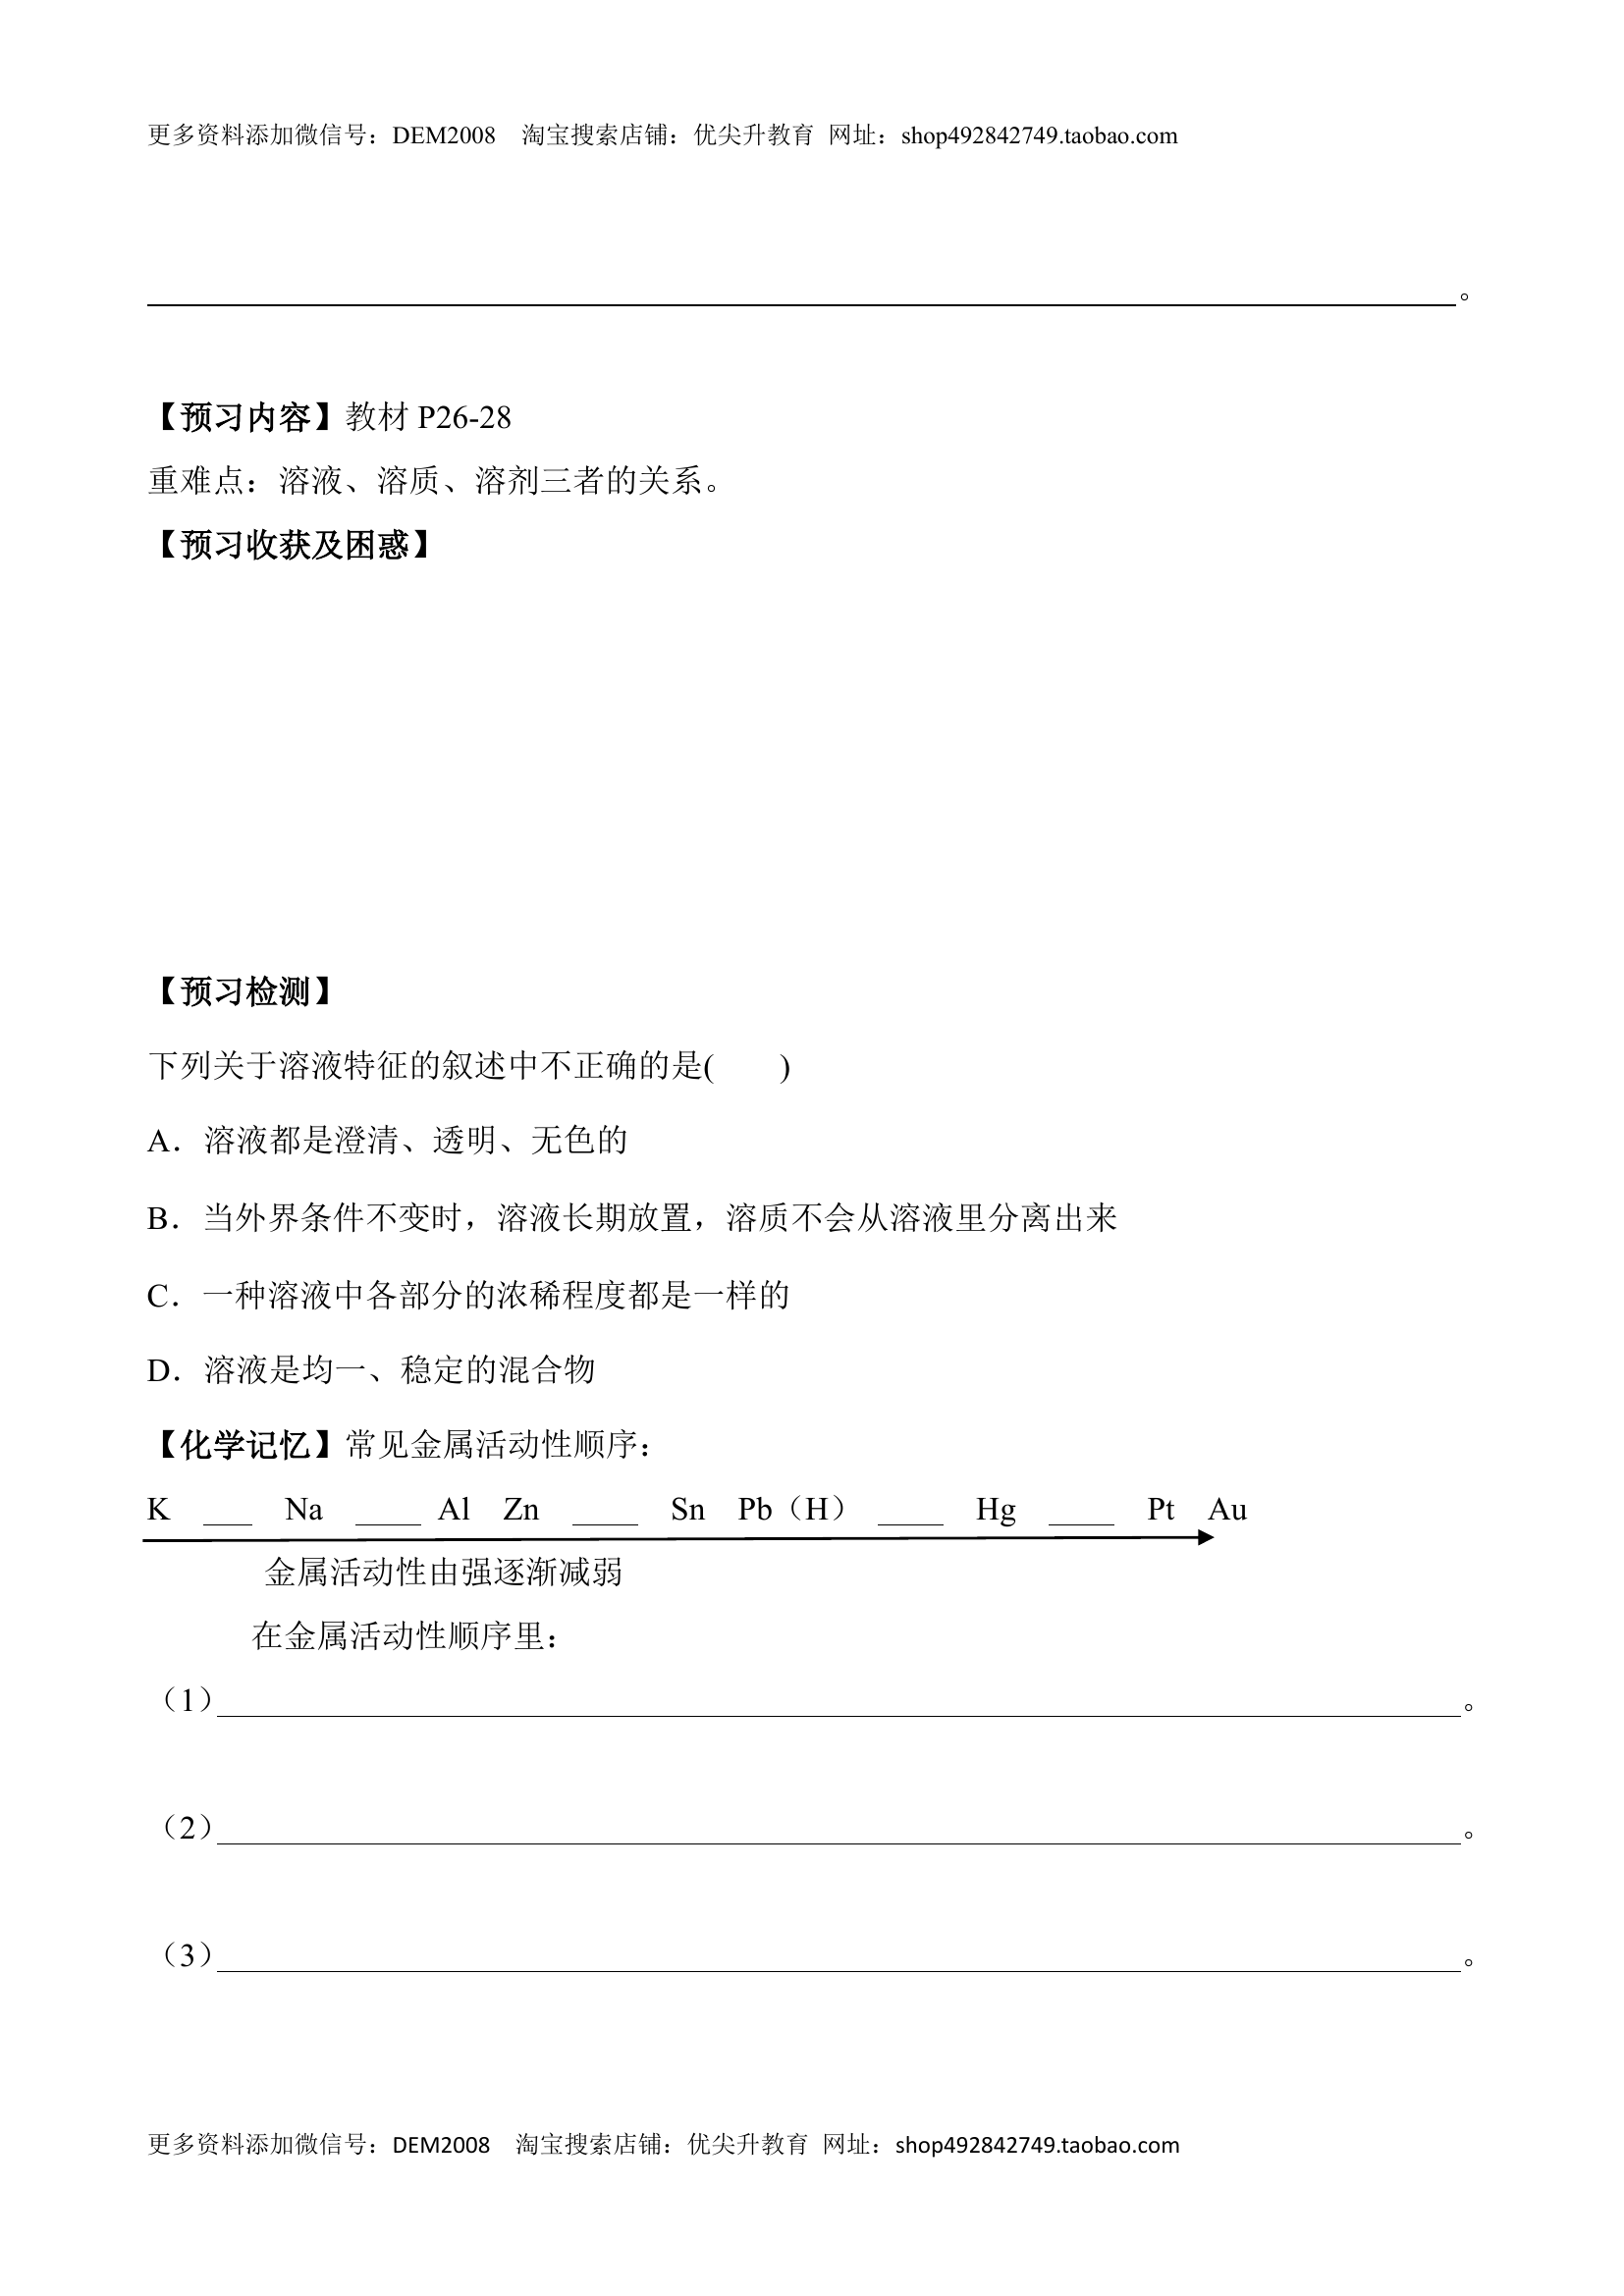 更多资料添加微信号：DEM2008 淘宝搜索店铺：优尖升教育 网址：shop492842749.taobao.com
。
【预习内容】教材 P26-28
重难点：溶液、溶质、溶剂三者的关系。
【预习收获及困惑】
【预习检测】
下列关于溶液特征的叙述中不正确的是( )
A．溶液都是澄清、透明、无色的
B．当外界条件不变时，溶液长期放置，溶质不会从溶液里分离出来
C．一种溶液中各部分的浓稀程度都是一样的
D．溶液是均一、稳定的混合物
【化学记忆】常见金属活动性顺序：
K ___ Na ____ Al Zn ____ Sn Pb（H） ____ Hg ____ Pt Au
金属活动性由强逐渐减弱
在金属活动性顺序里：
（1）____。
（2）____。
（3）____。
更多资料添加微信号：DEM2008 淘宝搜索店铺：优尖升教育 网址：shop492842749.taobao.com